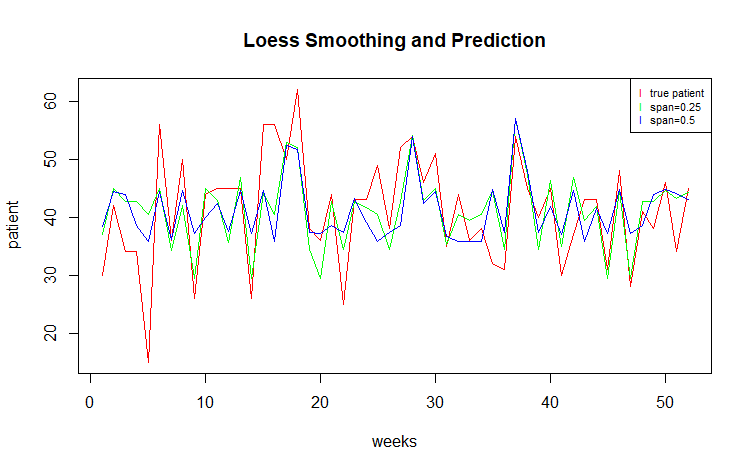 Loess Smoothing and Prediction
true patient
span=0.25
span=0.5
60
50
40
30
20
patient
0 10 20 30 40 50
weeks